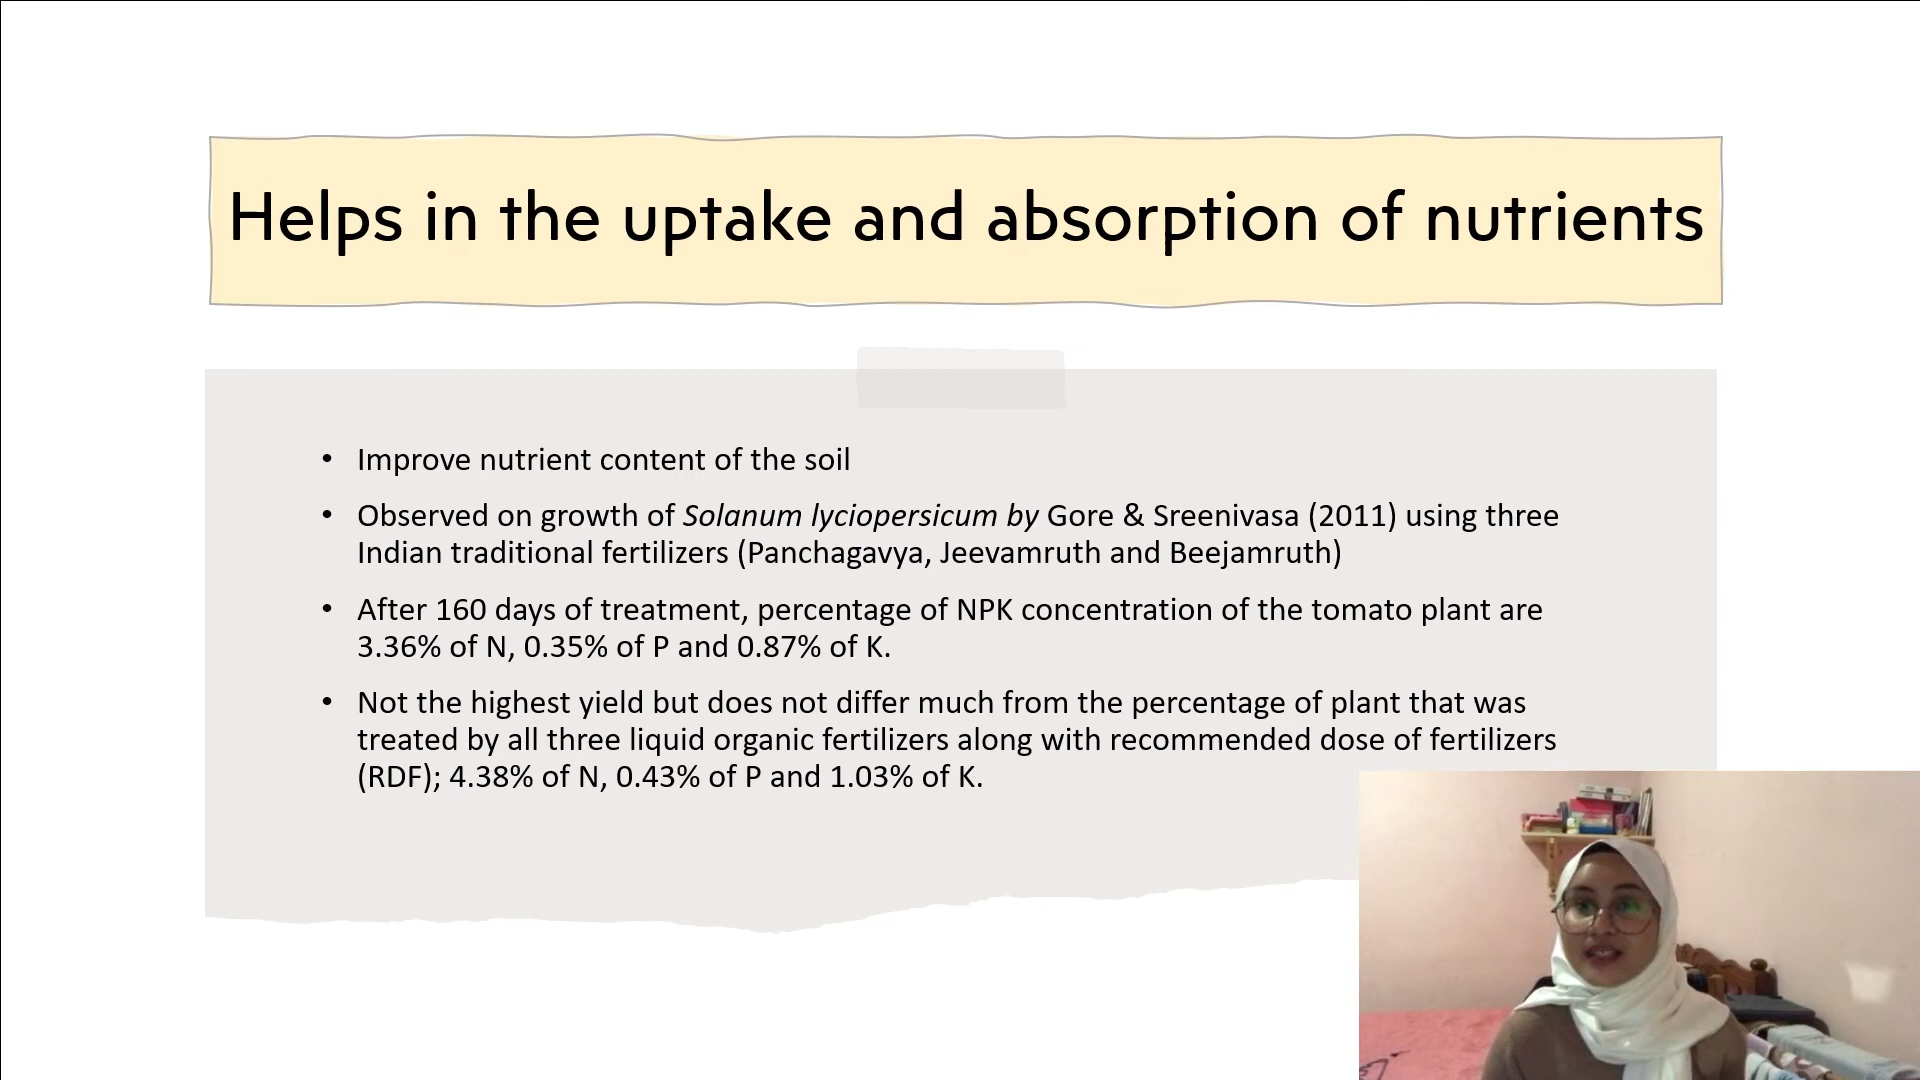 Helps in the uptake and absorption of nutrients
• Improve nutrient content of the soil
• Observed on growth of Solanum lyciopersicum by Gore & Sreenivasa (2011) using three
Indian traditional fertilizers (Panchagavya, Jeevamruth and Beejamruth)
• After 160 days of treatment, percentage of NPK concentration of the tomato plant are
3.36% of N, 0.35% of P and 0.87% of K.
• Not the highest yield but does not differ much from the percentage of plant that was
treated by all three liquid organic fertilizers along with recommended dose of fertilizers
(RDF); 4.38% of N, 0.43% of P and 1.03% of K.